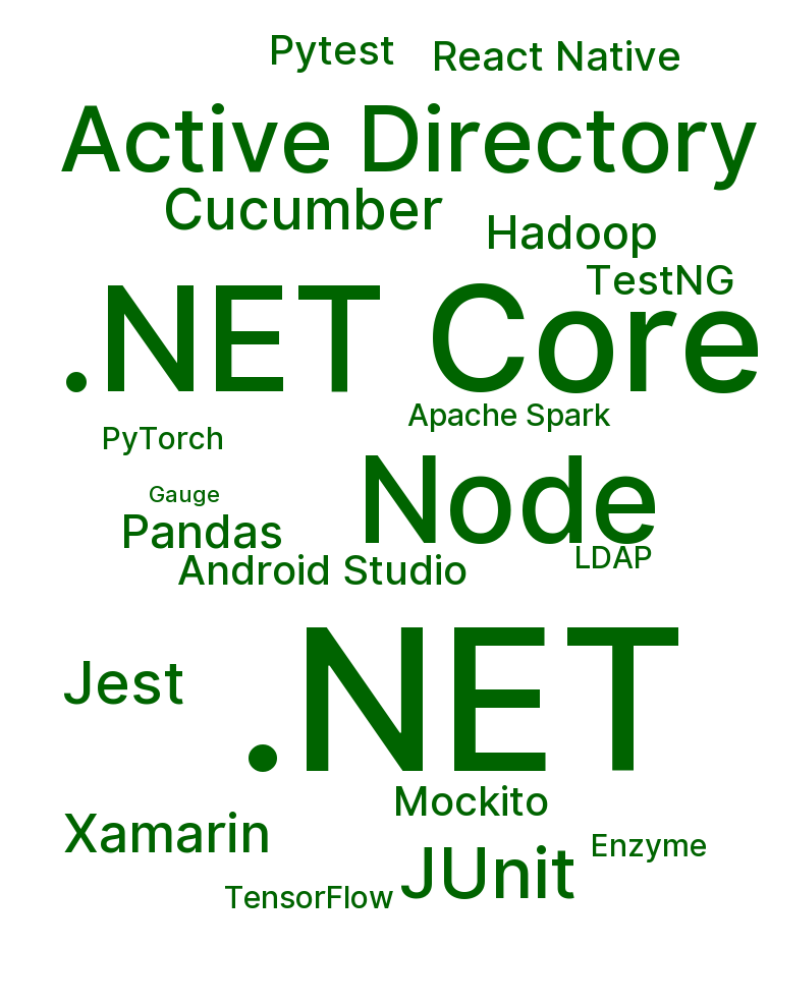 Pytest
React Native
Active Directory
Cucumber
Hadoop
TestNG
.NET Core
Apache Spark
PyTorch
Node
Gauge
Pandas
LDAP
Android Studio
.NET
Jest
Mockito
Xamarin
Enzyme
JUnit
TensorFlow